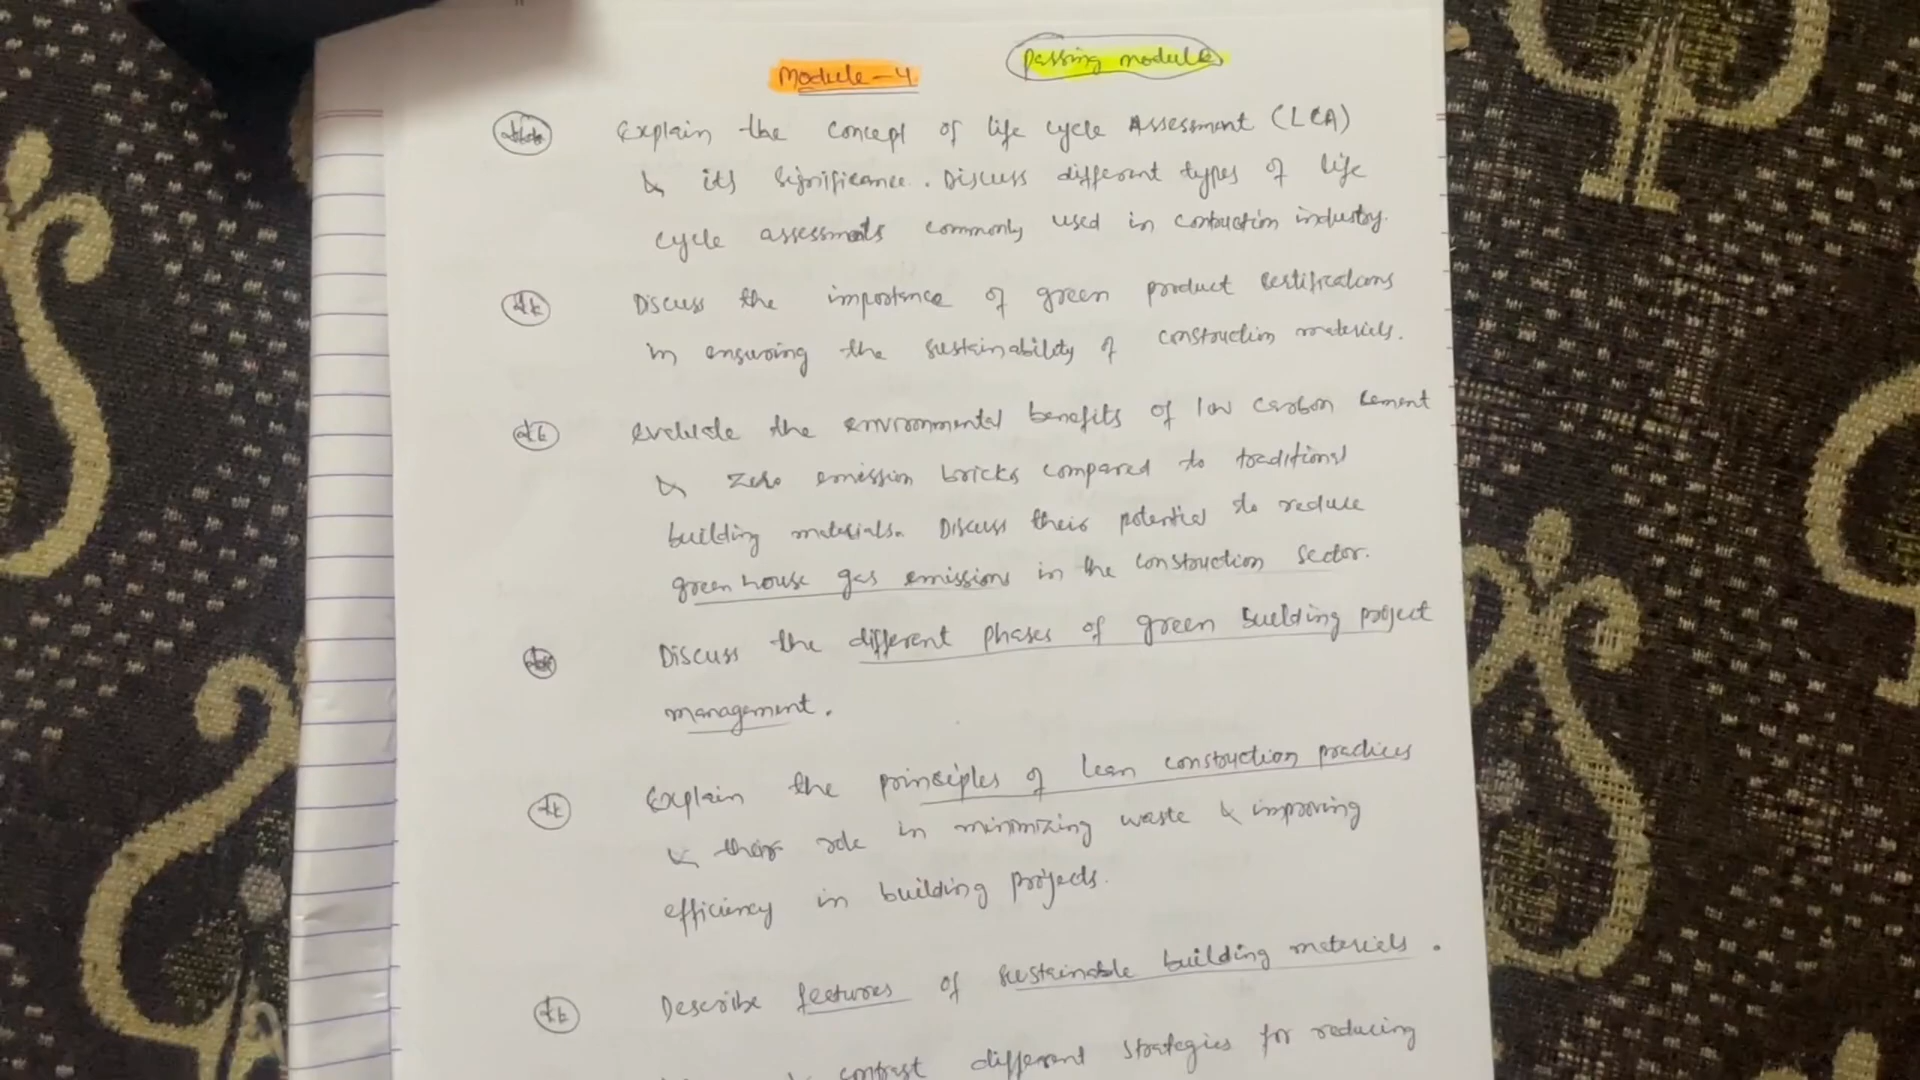 Module-4
passing module
Explain the concept of life cycle Assessment (LCA)
& its significance. Discuss different types of life
cycle assessments commonly used in contruction industry.
Discuss the importance of green product certifications
in ensuring the sustainability of construction materials.
evaluate the environmental benefits of low carbon cement
& zero emission bricks compared to traditional
building materials. Discuss their potential to reduce
green house gas emissions in the construction sector.
Discuss the different phases of green building project
management.
Explain the principles of lean construction practices
& their role in minimizing waste & improving
efficiency in building projects.
Describe features of sustainable building materials.
contrast different strategies for reducing